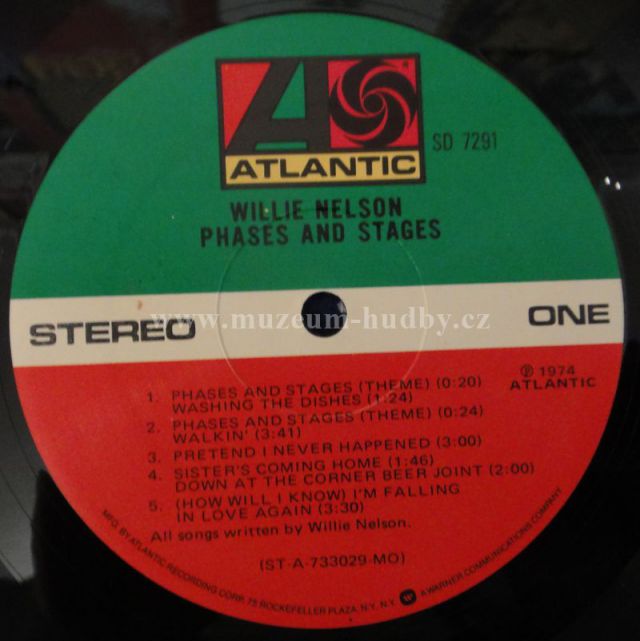 ATLANTIC
SD 7291
WILLIE NELSON
PHASES AND STAGES
www.muzeum-hudby.cz
STEREO
ONE
℗ 1974
ATLANTIC
1. PHASES AND STAGES (THEME) (0:20)
WASHING THE DISHES (1:24)
2. PHASES AND STAGES (THEME) (0:24)
WALKIN' (3:41)
3. PRETEND I NEVER HAPPENED (3:00)
4. SISTER'S COMING HOME (1:46)
DOWN AT THE CORNER BEER JOINT (2:00)
5. (HOW WILL I KNOW) I'M FALLING
IN LOVE AGAIN (3:30)
All songs written by Willie Nelson.
(ST-A-733029-MO)
MFG. BY ATLANTIC RECORDING CORP. 75 ROCKEFELLER PLAZA, N.Y. N.Y. A WARNER COMMUNICATIONS COMPANY